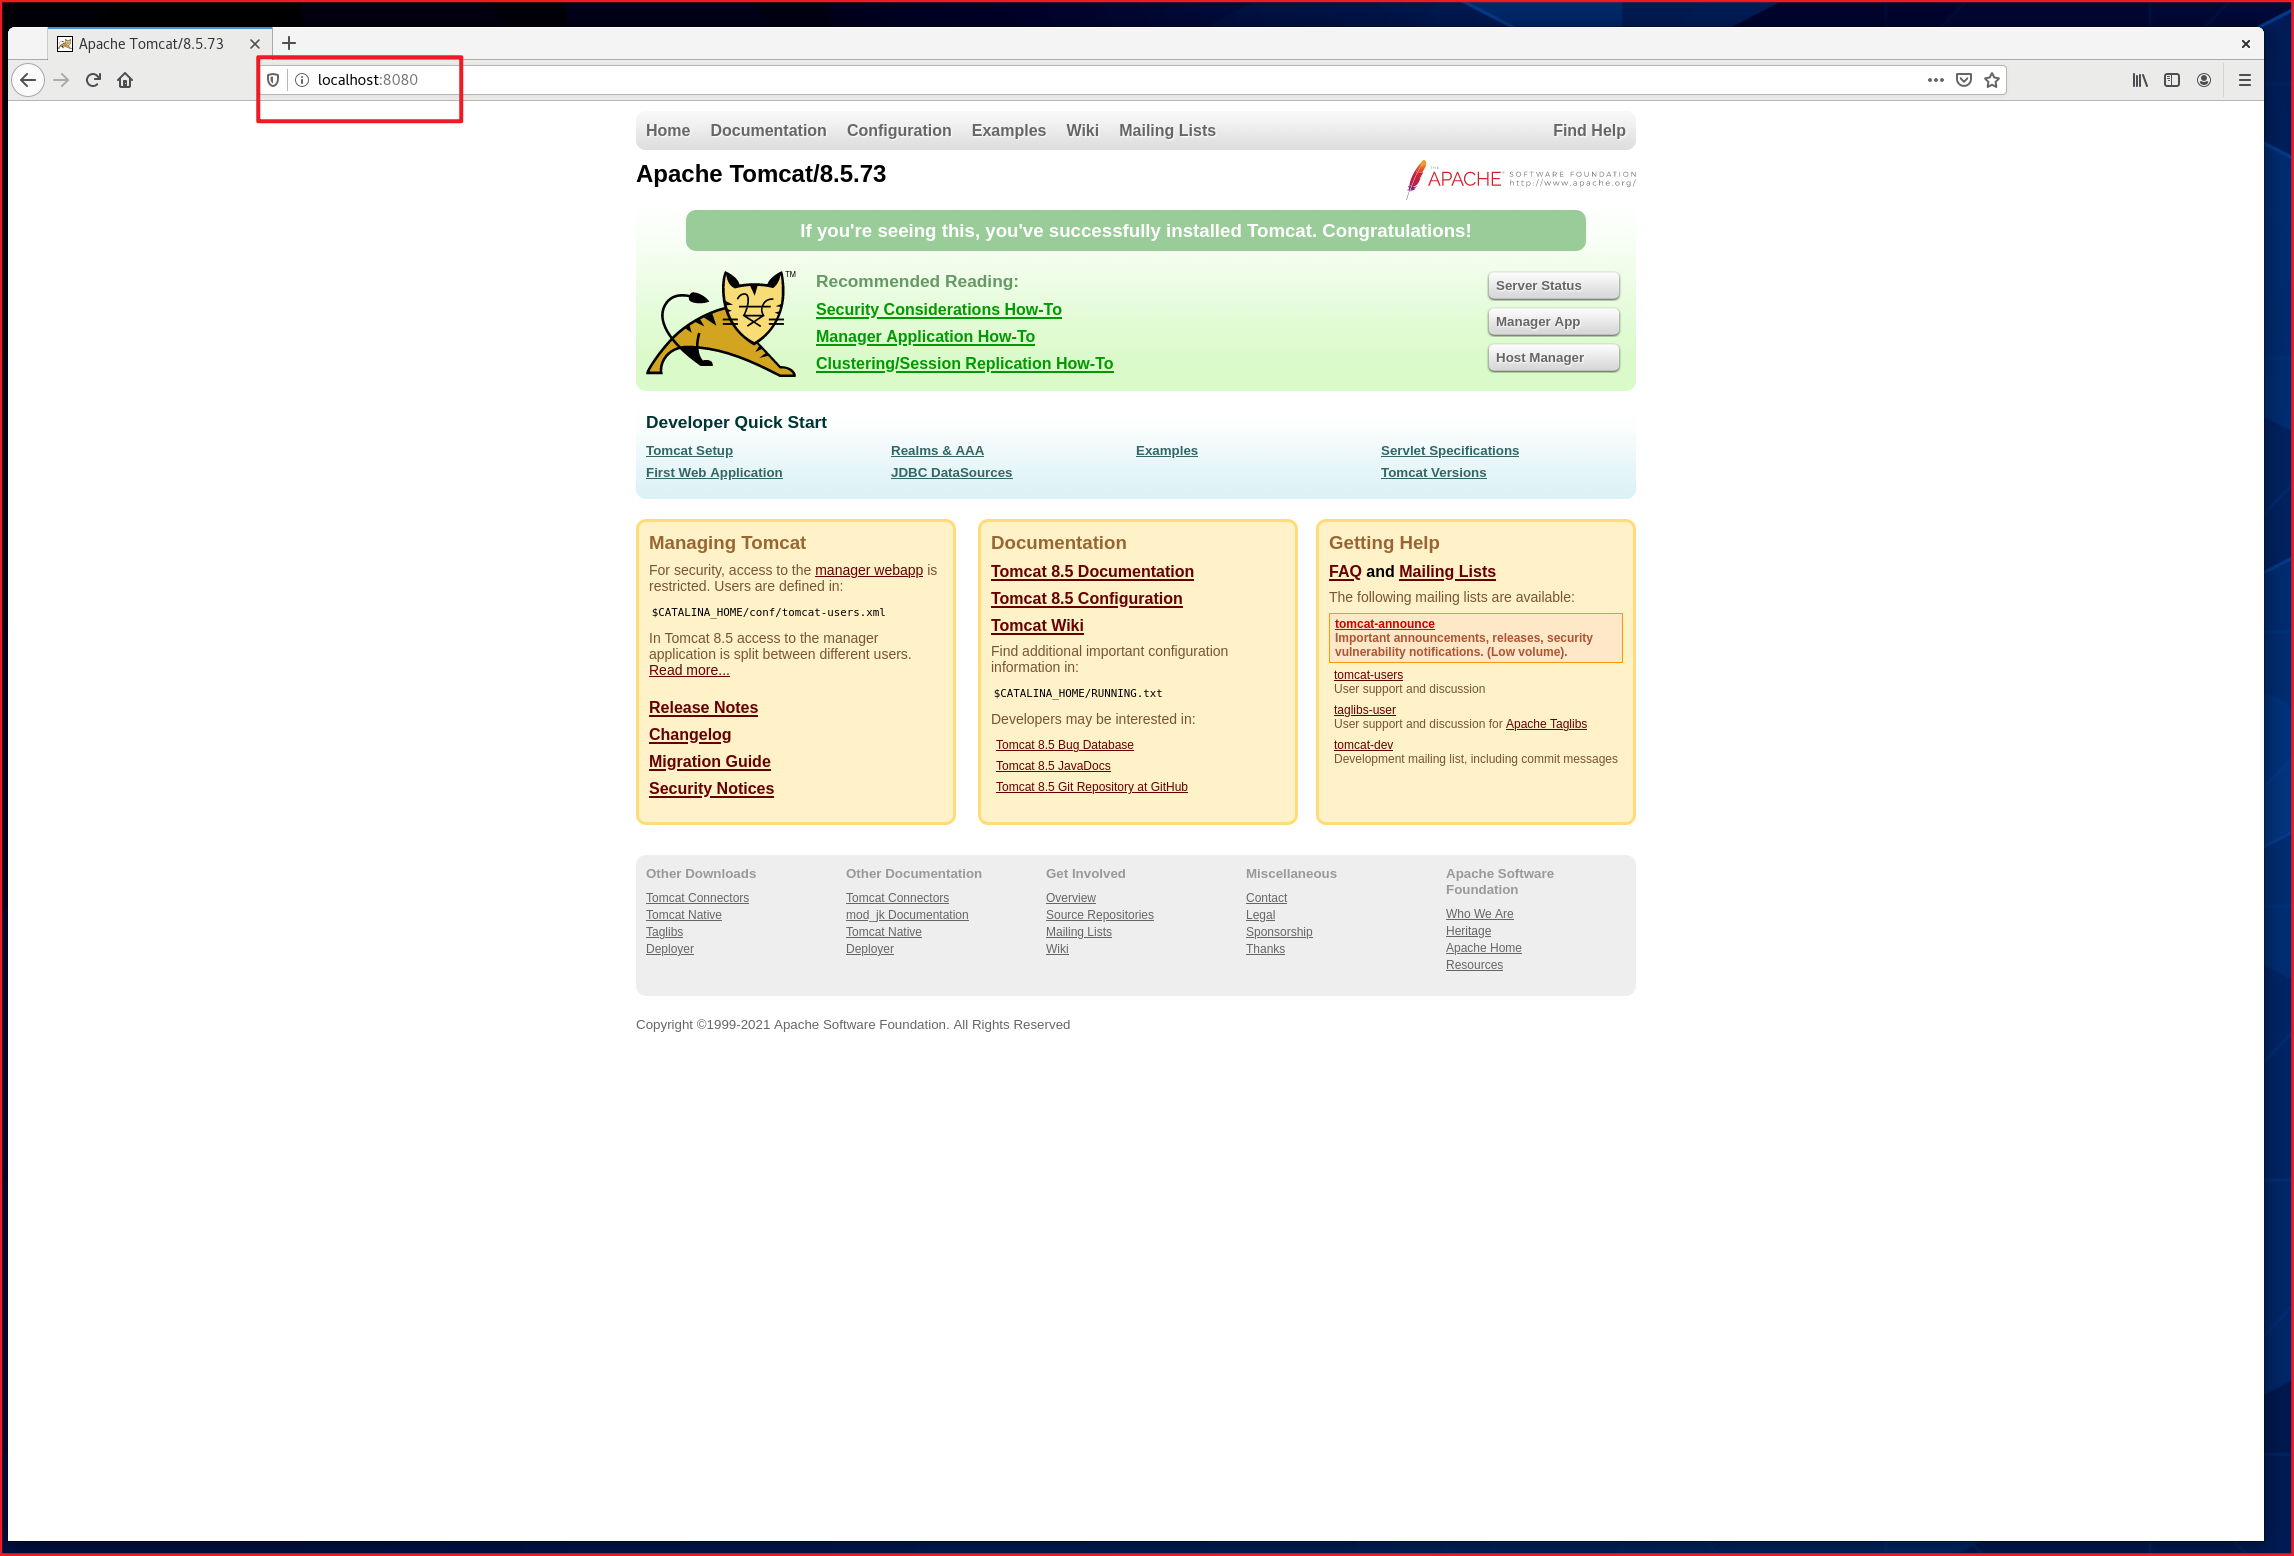 Apache Tomcat/8.5.73
localhost:8080
Home Documentation Configuration Examples Wiki Mailing Lists Find Help
Apache Tomcat/8.5.73
THE APACHE SOFTWARE FOUNDATION
http://www.apache.org/
If you're seeing this, you've successfully installed Tomcat. Congratulations!
TM
Recommended Reading:
Security Considerations How-To
Manager Application How-To
Clustering/Session Replication How-To
Server Status
Manager App
Host Manager
Developer Quick Start
Tomcat Setup
First Web Application
Realms & AAA
JDBC DataSources
Examples
Servlet Specifications
Tomcat Versions
Managing Tomcat
For security, access to the manager webapp is
restricted. Users are defined in:
$CATALINA_HOME/conf/tomcat-users.xml
In Tomcat 8.5 access to the manager
application is split between different users.
Read more...
Release Notes
Changelog
Migration Guide
Security Notices
Documentation
Tomcat 8.5 Documentation
Tomcat 8.5 Configuration
Tomcat Wiki
Find additional important configuration
information in:
$CATALINA_HOME/RUNNING.txt
Developers may be interested in:
Tomcat 8.5 Bug Database
Tomcat 8.5 JavaDocs
Tomcat 8.5 Git Repository at GitHub
Getting Help
FAQ and Mailing Lists
The following mailing lists are available:
tomcat-announce
Important announcements, releases, security
vulnerability notifications. (Low volume).
tomcat-users
User support and discussion
taglibs-user
User support and discussion for Apache Taglibs
tomcat-dev
Development mailing list, including commit messages
Other Downloads
Tomcat Connectors
Tomcat Native
Taglibs
Deployer
Other Documentation
Tomcat Connectors
mod_jk Documentation
Tomcat Native
Deployer
Get Involved
Overview
Source Repositories
Mailing Lists
Wiki
Miscellaneous
Contact
Legal
Sponsorship
Thanks
Apache Software
Foundation
Who We Are
Heritage
Apache Home
Resources
Copyright ©1999-2021 Apache Software Foundation. All Rights Reserved